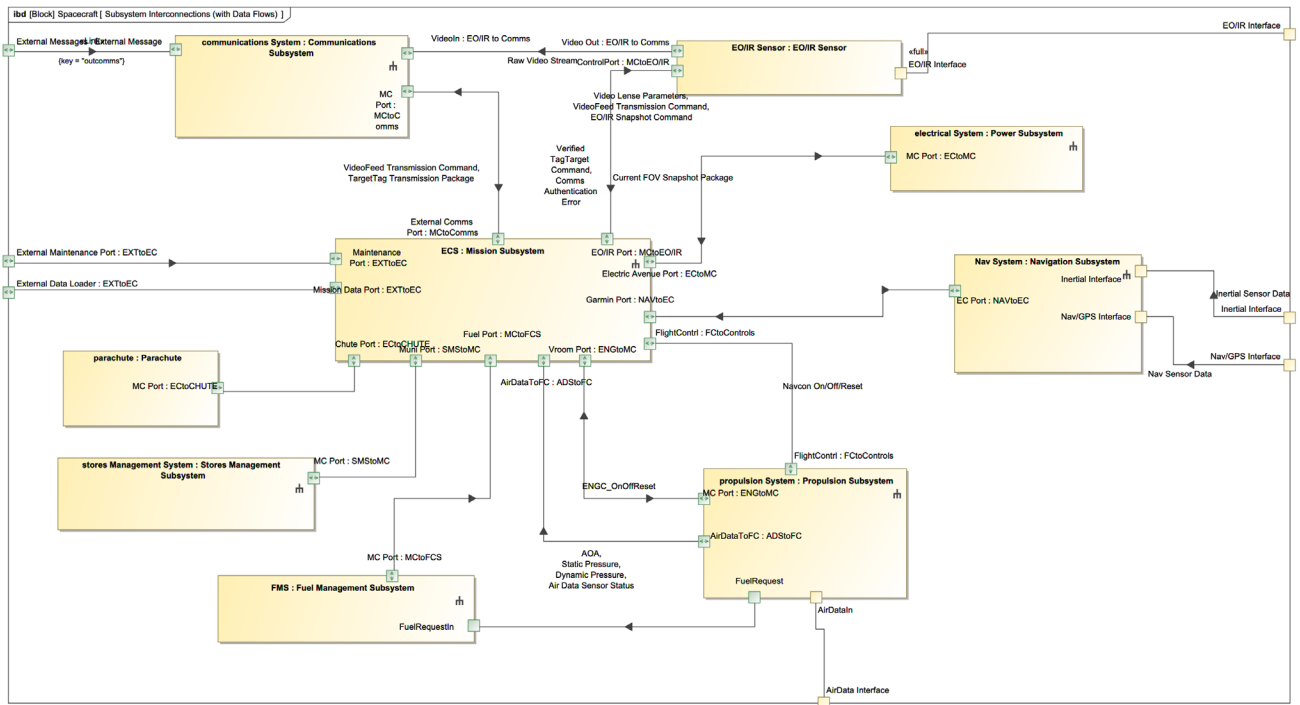 ibd [Block] Spacecraft [ Subsystem Interconnections (with Data Flows) ]
EO/IR Interface
External Messages
External Message
{key = "outcomms"}
communications System : Communications
Subsystem
VideoIn : EO/IR to Comms
Video Out : EO/IR to Comms
Raw Video Stream
ControlPort : MCtoEO/IR
EO/IR Sensor : EO/IR Sensor
«full»
EO/IR Interface
MC
Port :
MCtoC
omms
Video Lense Parameters,
VideoFeed Transmission Command,
EO/IR Snapshot Command
electrical System : Power Subsystem
MC Port : ECtoMC
VideoFeed Transmission Command,
TargetTag Transmission Package
Verified
TagTarget
Command,
Comms
Authentication
Error
Current FOV Snapshot Package
External Comms
Port : MCtoComms
External Maintenance Port : EXTtoEC
Maintenance
Port : EXTtoEC
ECS : Mission Subsystem
EO/IR Port : MCtoEO/IR
Electric Avenue Port : ECtoMC
External Data Loader : EXTtoEC
Mission Data Port : EXTtoEC
Garmin Port : NAVtoEC
Nav System : Navigation Subsystem
Inertial Interface
EC Port : NAVtoEC
Nav/GPS Interface
Inertial Sensor Data
Inertial Interface
Nav/GPS Interface
Nav Sensor Data
Fuel Port : MCtoFCS
FlightContrl : FCtoControls
Chute Port : ECtoCHUTE
Muni Port : SMStoMC
Vroom Port : ENGtoMC
parachute : Parachute
MC Port : ECtoCHUTE
AirDataToFC : ADStoFC
Navcon On/Off/Reset
stores Management System : Stores Management
Subsystem
MC Port : SMStoMC
FlightContrl : FCtoControls
propulsion System : Propulsion Subsystem
ENGC_OnOffReset
MC Port : ENGtoMC
AirDataToFC : ADStoFC
AOA,
Static Pressure,
Dynamic Pressure,
Air Data Sensor Status
MC Port : MCtoFCS
FMS : Fuel Management Subsystem
FuelRequestIn
FuelRequest
AirDataIn
AirData Interface